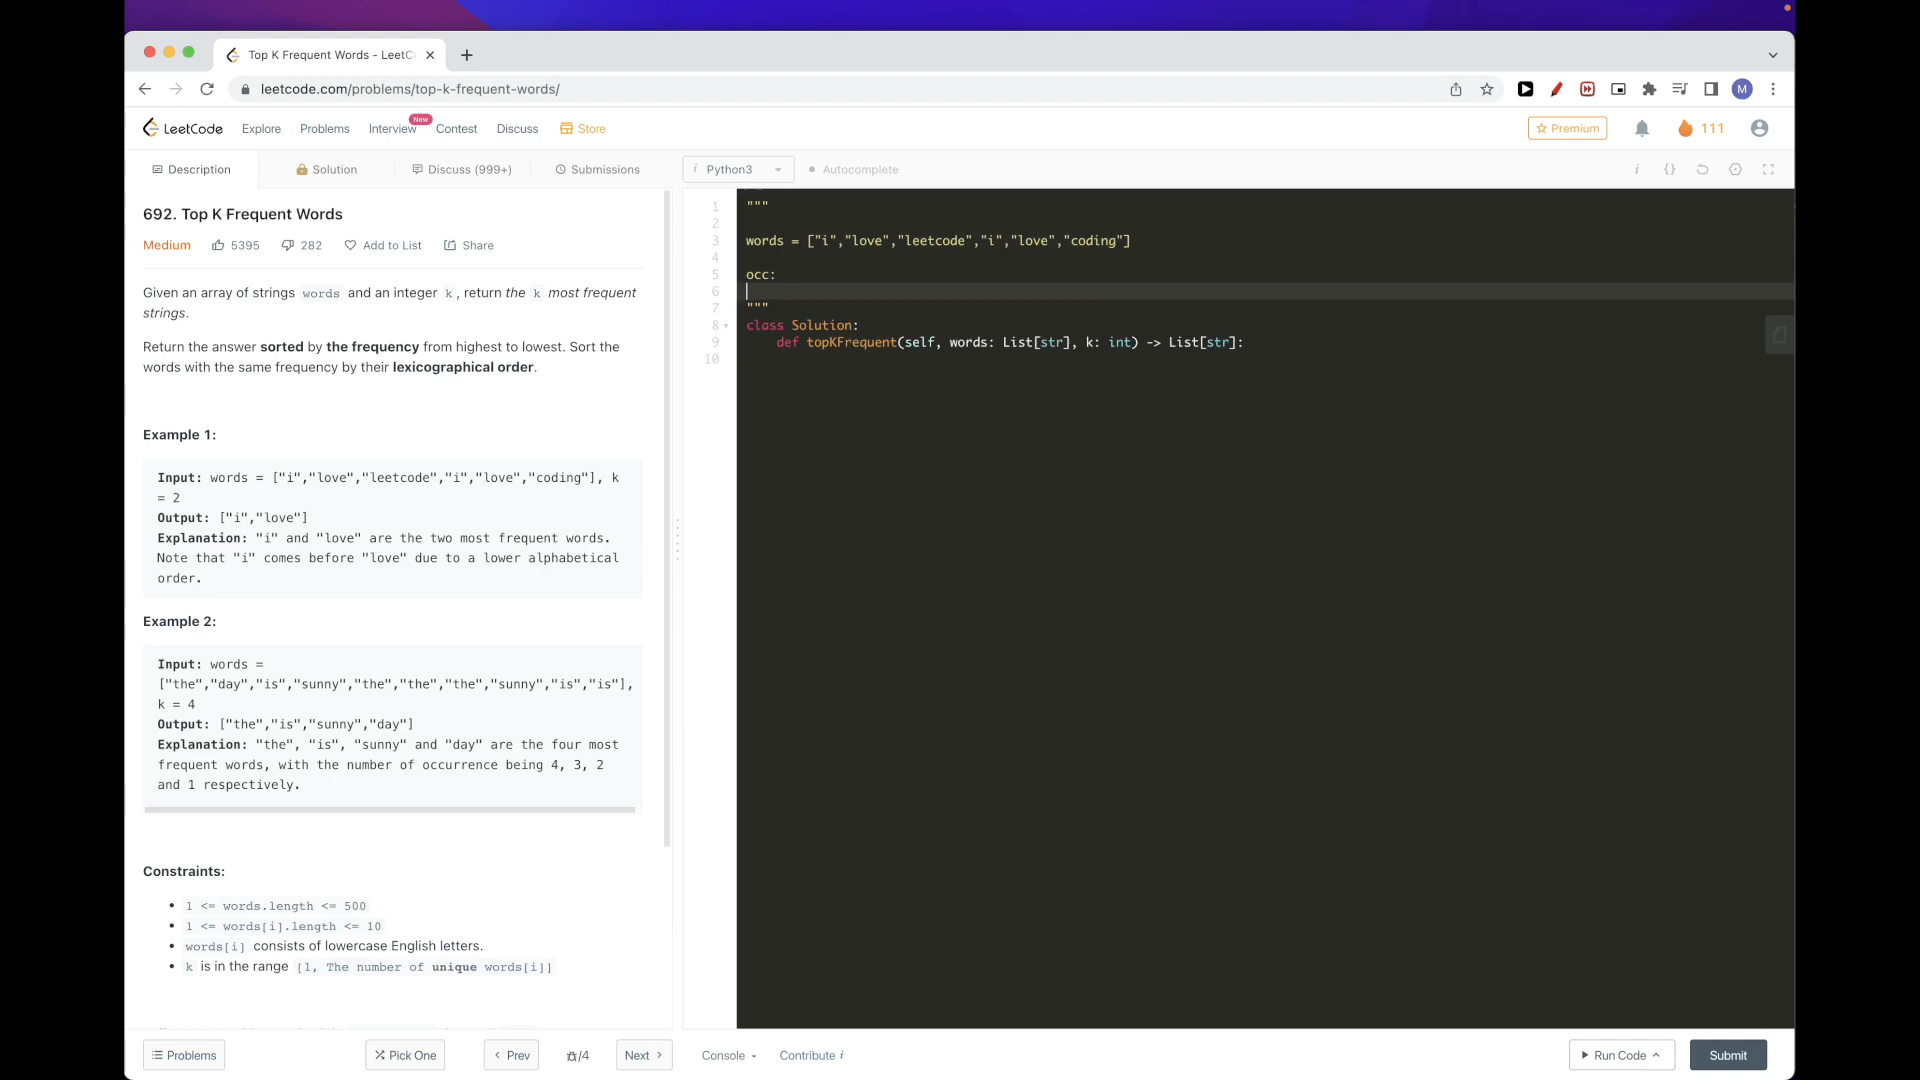 Top K Frequent Words - LeetC
leetcode.com/problems/top-k-frequent-words/
M
LeetCode
Explore
Problems
Interview
New
Contest
Discuss
Store
Premium
111
Description
Solution
Discuss (999+)
Submissions
i Python3
Autocomplete
i {}
692. Top K Frequent Words
Medium
5395
282
Add to List
Share
Given an array of strings words and an integer k , return the k most frequent
strings.
Return the answer sorted by the frequency from highest to lowest. Sort the
words with the same frequency by their lexicographical order.
Example 1:
Input: words = ["i","love","leetcode","i","love","coding"], k
= 2
Output: ["i","love"]
Explanation: "i" and "love" are the two most frequent words.
Note that "i" comes before "love" due to a lower alphabetical
order.
Example 2:
Input: words =
["the","day","is","sunny","the","the","the","sunny","is","is"],
k = 4
Output: ["the","is","sunny","day"]
Explanation: "the", "is", "sunny" and "day" are the four most
frequent words, with the number of occurrence being 4, 3, 2
and 1 respectively.
Constraints:
1 <= words.length <= 500
1 <= words[i].length <= 10
words[i] consists of lowercase English letters.
k is in the range [1, The number of unique words[i]]
1 """
2
3 words = ["i","love","leetcode","i","love","coding"]
4
5 occ:
6
7 """
8 class Solution:
9 def topKFrequent(self, words: List[str], k: int) -> List[str]:
10
Problems
Pick One
Prev
/4
Next
Console
Contribute i
Run Code
Submit